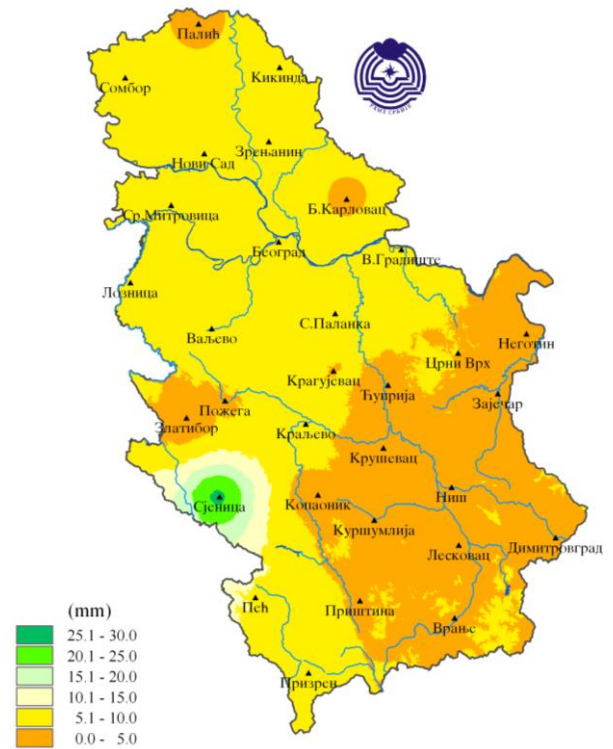 Палић
Кикинда
Сомбор
Зрењанин
Нови Сад
Б.Карловац
Ср.Митровица
Београд
В.Градиште
Лозница
С.Паланка
Ваљево
Неготин
Црни Врх
Крагујевац
Ћуприја
Зајечар
Пожега
Златибор
Краљево
Крушевац
Ниш
Копаоник
Сјеница
Куршумлија
Лесковац
Димитровград
Пећ
Приштина
Врање
Призрен
(mm)
25.1 - 30.0
20.1 - 25.0
15.1 - 20.0
10.1 - 15.0
5.1 - 10.0
0.0 - 5.0